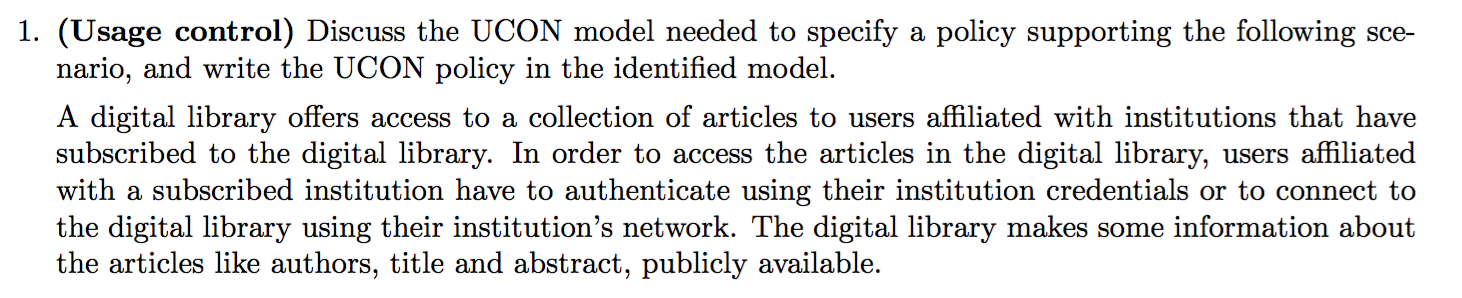 1. (Usage control) Discuss the UCON model needed to specify a policy supporting the following sce-
nario, and write the UCON policy in the identified model.
A digital library offers access to a collection of articles to users affiliated with institutions that have
subscribed to the digital library. In order to access the articles in the digital library, users affiliated
with a subscribed institution have to authenticate using their institution credentials or to connect to
the digital library using their institution's network. The digital library makes some information about
the articles like authors, title and abstract, publicly available.